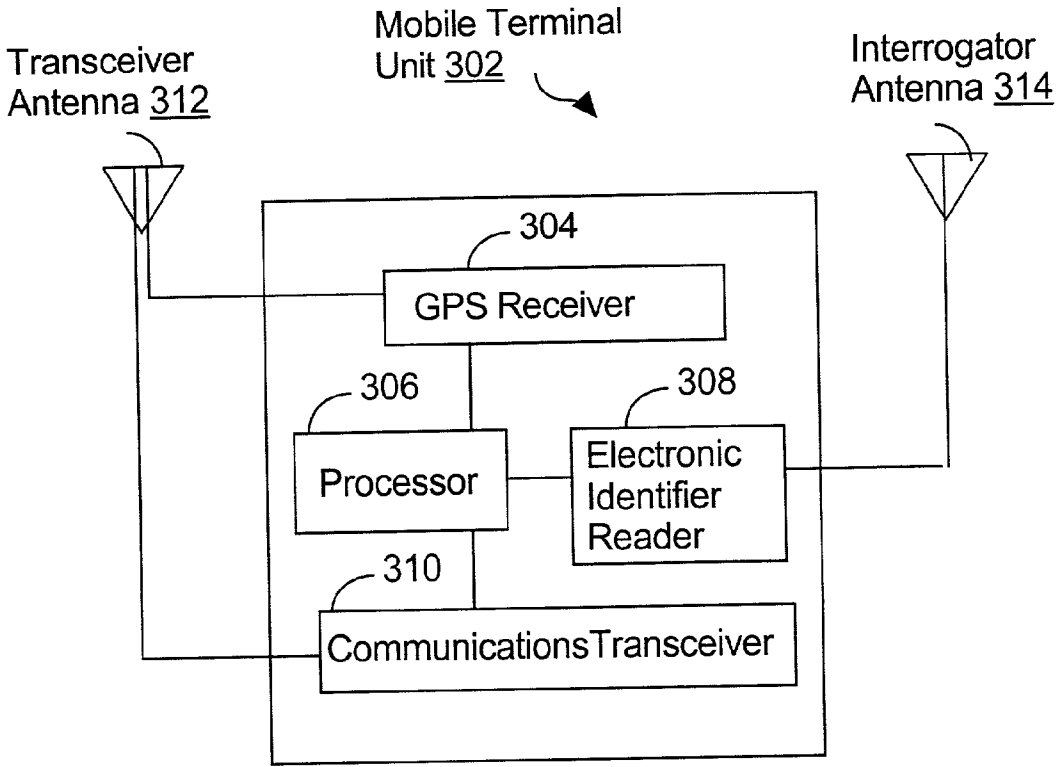 Mobile Terminal
Unit 302
Transceiver
Antenna 312
Interrogator
Antenna 314
304
GPS Receiver
306
Processor
308
Electronic
Identifier
Reader
310
CommunicationsTransceiver